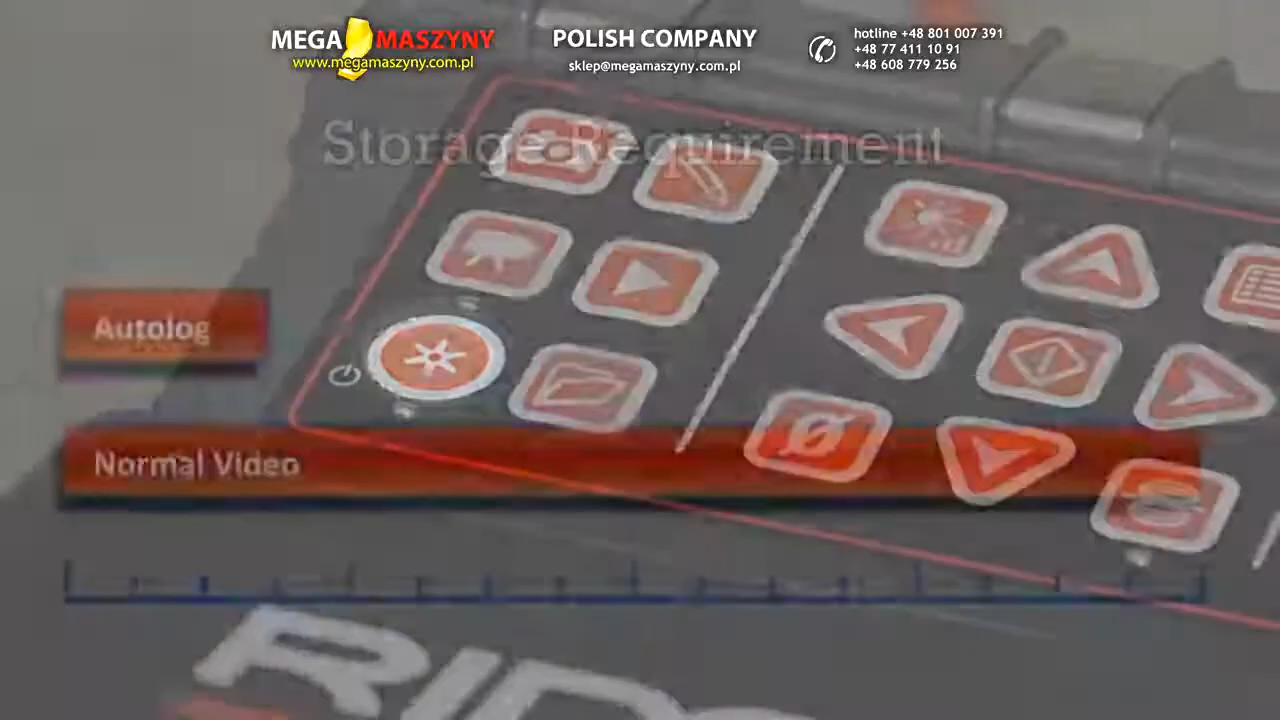 MEGA MASZYNY
www.megamaszyny.com.pl
POLISH COMPANY
sklep@megamaszyny.com.pl
hotline +48 801 007 391
+48 77 411 10 91
+48 608 779 256
Storage Requirement
Autolog
Normal Video
RIDG